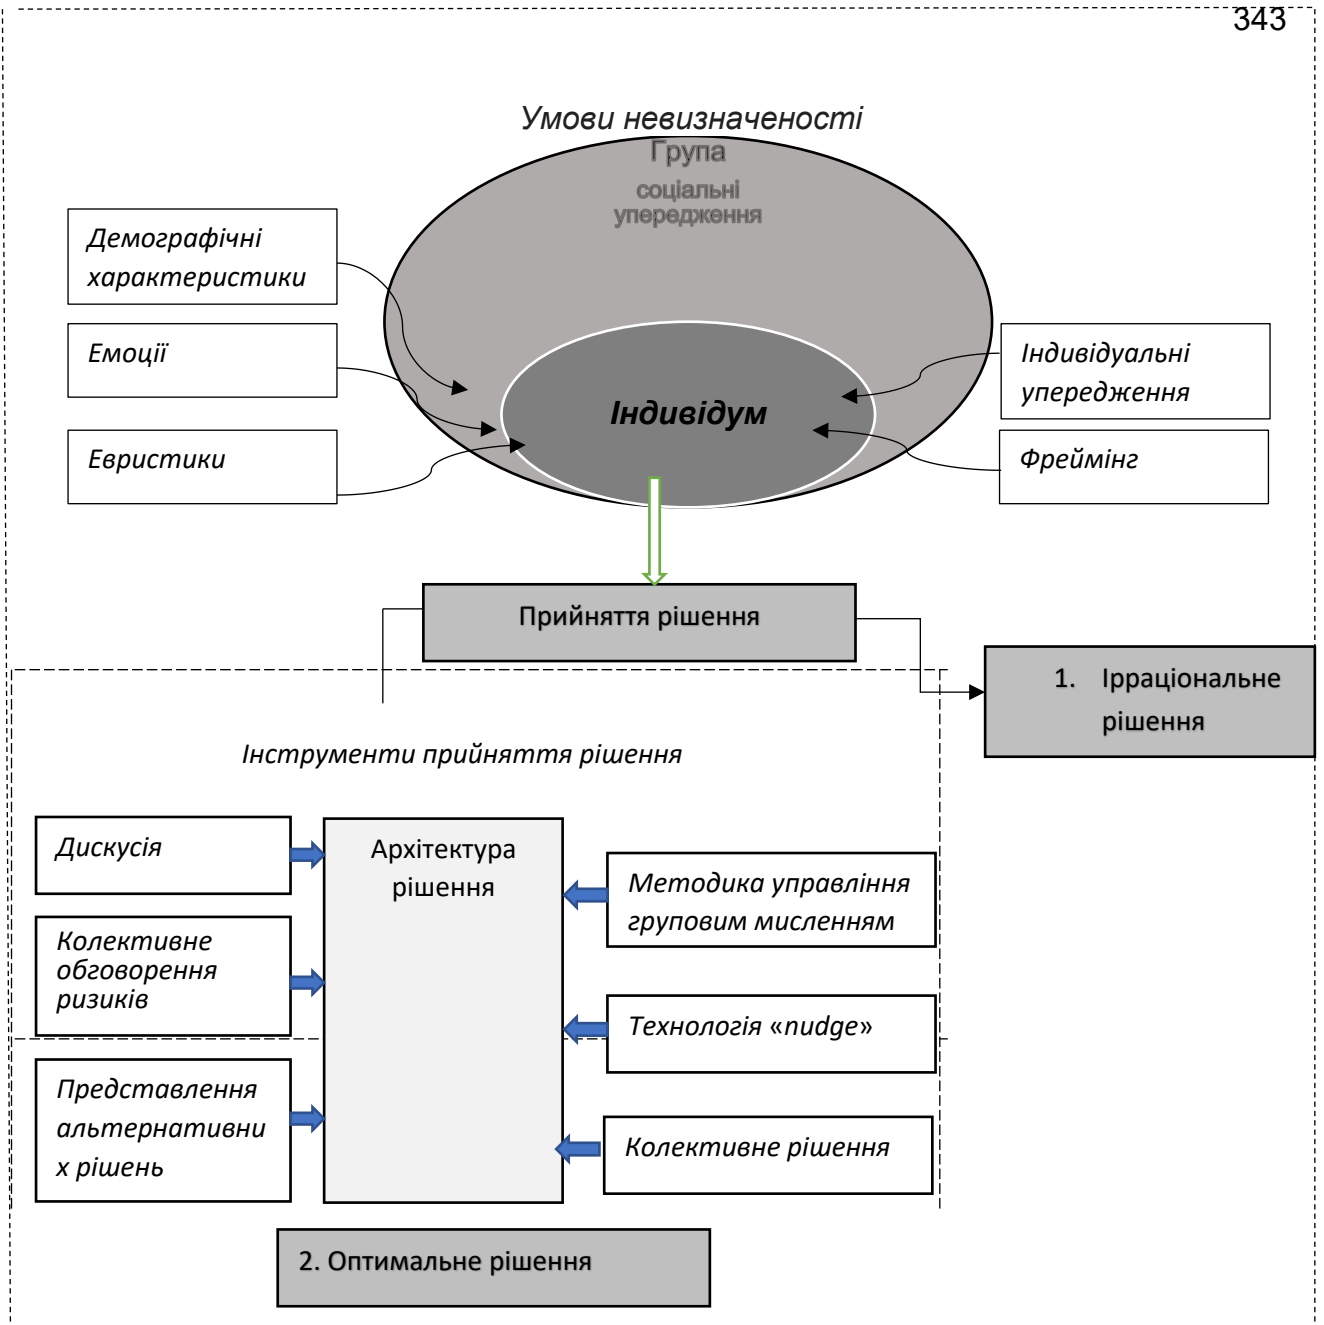 343
Умови невизначеності
Група
соціальні
упередження
Демографічні
характеристики
Емоції
Евристики
Індивідуальні
упередження
Фреймінг
Індивідум
Прийняття рішення
1. Ірраціональне
рішення
Інструменти прийняття рішення
Дискусія
Колективне
обговорення
ризиків
Представлення
альтернативни
х рішень
Архітектура
рішення
Методика управління
груповим мисленням
Технологія «nudge»
Колективне рішення
2. Оптимальне рішення